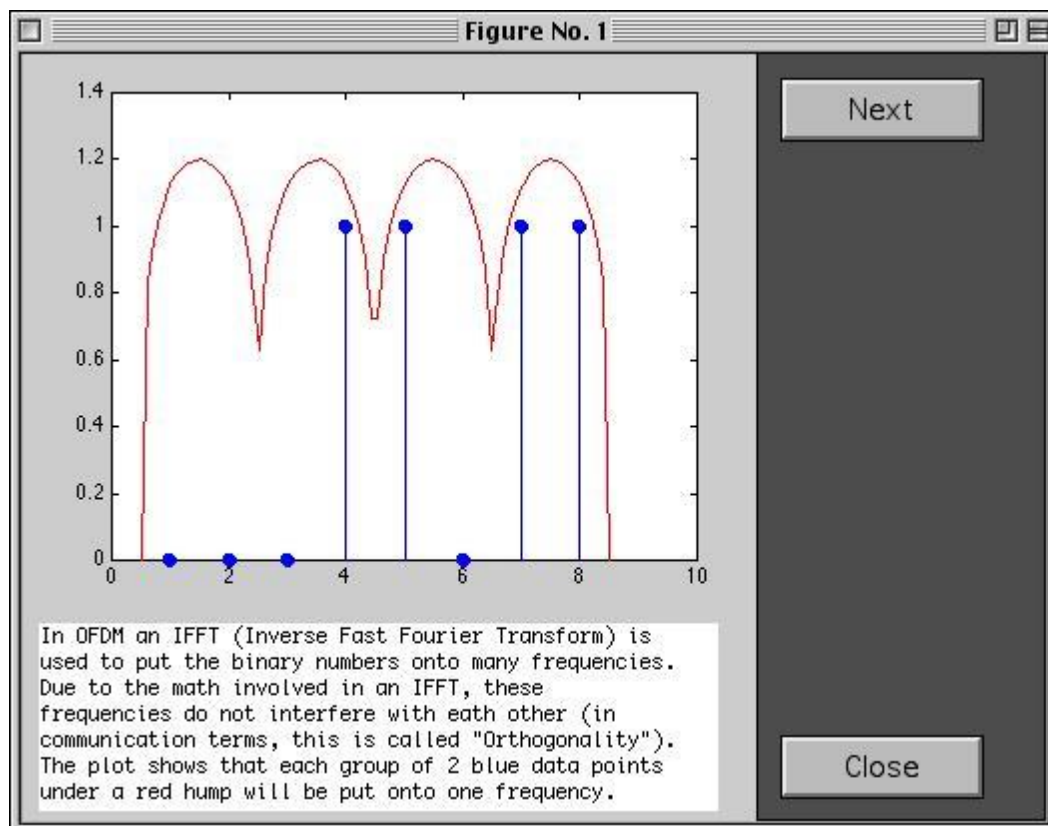 Figure No. 1
Next
1.4
1.2
1
0.8
0.6
0.4
0.2
0
0 2 4 6 8 10
In OFDM an IFFT (Inverse Fast Fourier Transform) is
used to put the binary numbers onto many frequencies.
Due to the math involved in an IFFT, these
frequencies do not interfere with eath other (in
communication terms, this is called "Orthogonality").
The plot shows that each group of 2 blue data points
under a red hump will be put onto one frequency.
Close